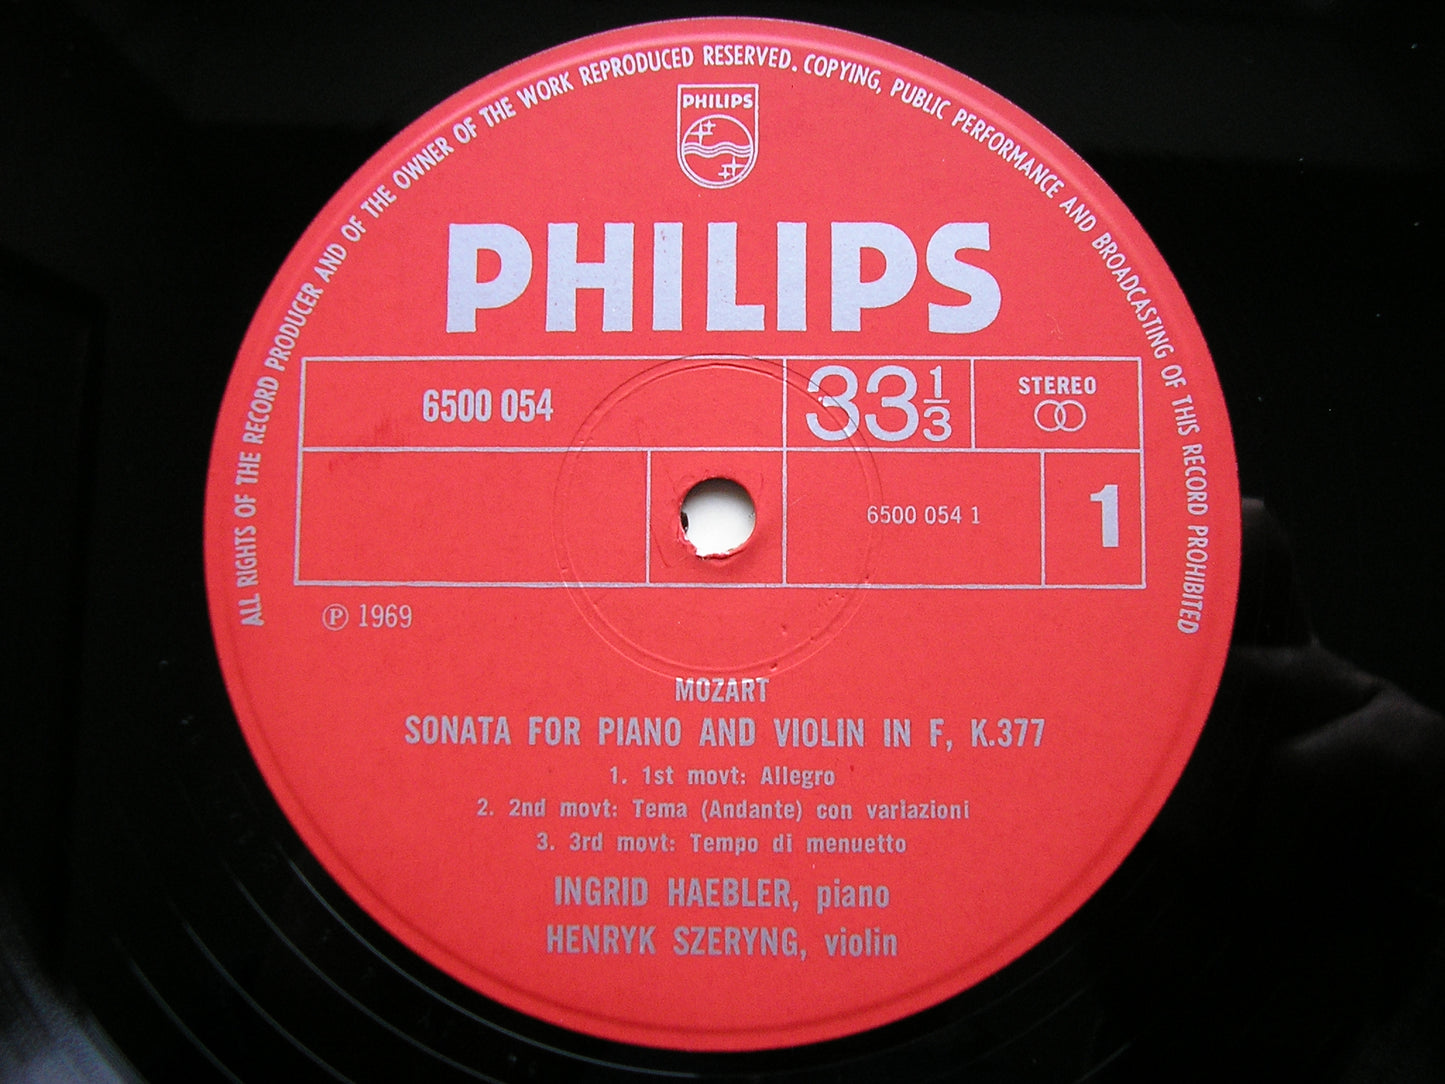 ALL RIGHTS OF THE RECORD PRODUCER AND OF THE OWNER OF THE WORK REPRODUCED RESERVED. COPYING, PUBLIC PERFORMANCE AND BROADCASTING OF THIS RECORD PROHIBITED
PHILIPS
PHILIPS
6500 054 33 1/3 STEREO
6500 054 1 1
Ⓟ 1969
MOZART
SONATA FOR PIANO AND VIOLIN IN F, K.377
1. 1st movt: Allegro
2. 2nd movt: Tema (Andante) con variazioni
3. 3rd movt: Tempo di menuetto
INGRID HAEBLER, piano
HENRYK SZERYNG, violin